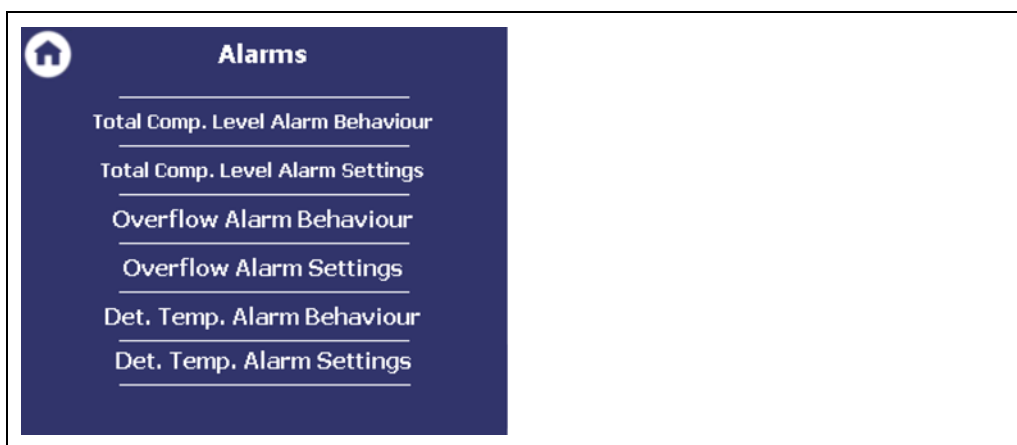 Alarms
Total Comp. Level Alarm Behaviour
Total Comp. Level Alarm Settings
Overflow Alarm Behaviour
Overflow Alarm Settings
Det. Temp. Alarm Behaviour
Det. Temp. Alarm Settings